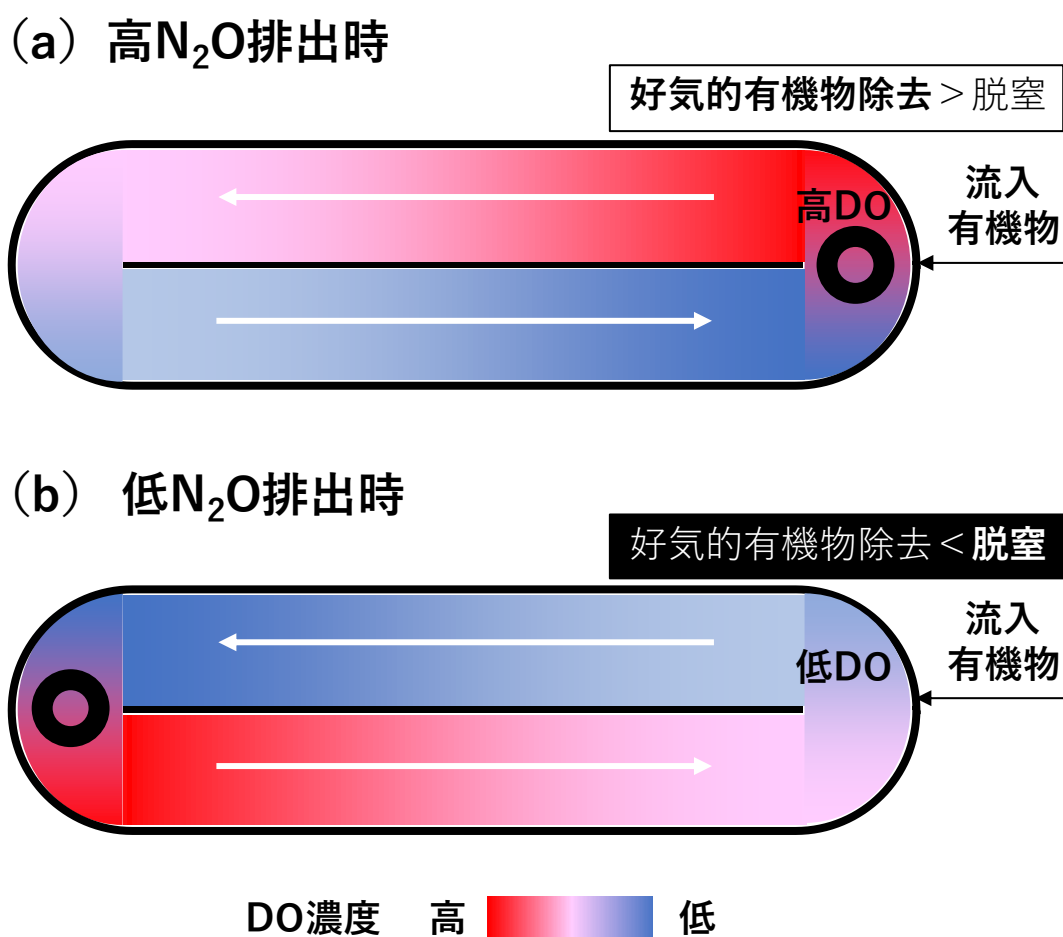 （a）高N₂O排出時
好気的有機物除去＞脱窒
高DO
流入
有機物
（b） 低N₂O排出時
好気的有機物除去＜脱窒
低DO
流入
有機物
DO濃度 高 低